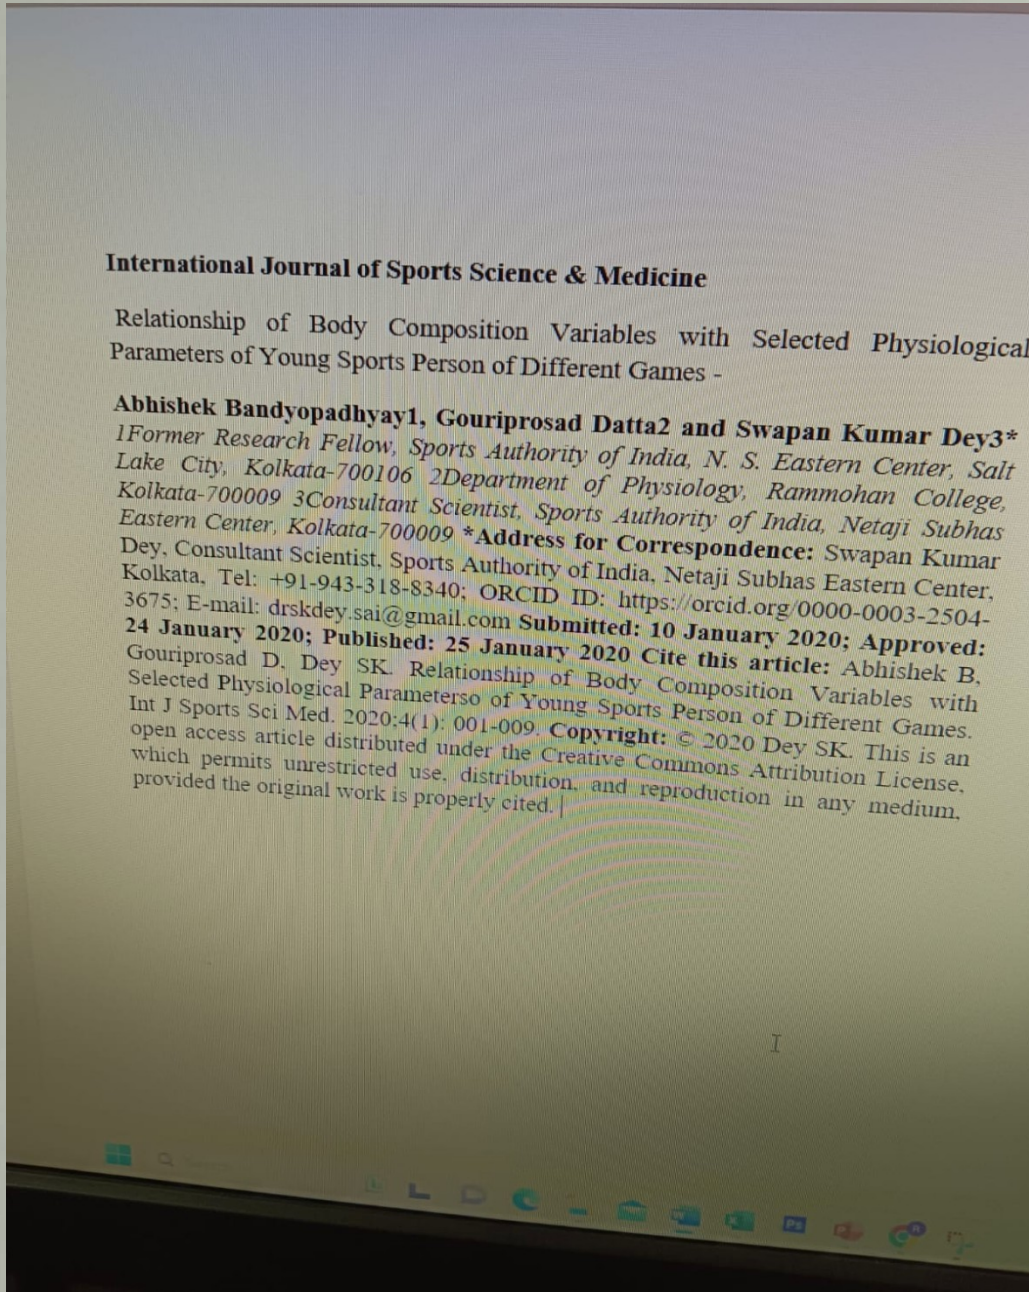 International Journal of Sports Science & Medicine
Relationship of Body Composition Variables with Selected Physiological
Parameters of Young Sports Person of Different Games -
Abhishek Bandyopadhyay1, Gouriprosad Datta2 and Swapan Kumar Dey3*
1Former Research Fellow, Sports Authority of India, N. S. Eastern Center, Salt
Lake City, Kolkata-700106 2Department of Physiology, Rammohan College,
Kolkata-700009 3Consultant Scientist, Sports Authority of India, Netaji Subhas
Eastern Center, Kolkata-700009 *Address for Correspondence: Swapan Kumar
Dey, Consultant Scientist, Sports Authority of India, Netaji Subhas Eastern Center,
Kolkata, Tel: +91-943-318-8340; ORCID ID: https://orcid.org/0000-0003-2504-
3675; E-mail: drskdey.sai@gmail.com Submitted: 10 January 2020; Approved:
24 January 2020; Published: 25 January 2020 Cite this article: Abhishek B,
Gouriprosad D, Dey SK. Relationship of Body Composition Variables with
Selected Physiological Parameterso of Young Sports Person of Different Games.
Int J Sports Sci Med. 2020;4(1): 001-009. Copyright: © 2020 Dey SK. This is an
open access article distributed under the Creative Commons Attribution License,
which permits unrestricted use, distribution, and reproduction in any medium,
provided the original work is properly cited.
Ps